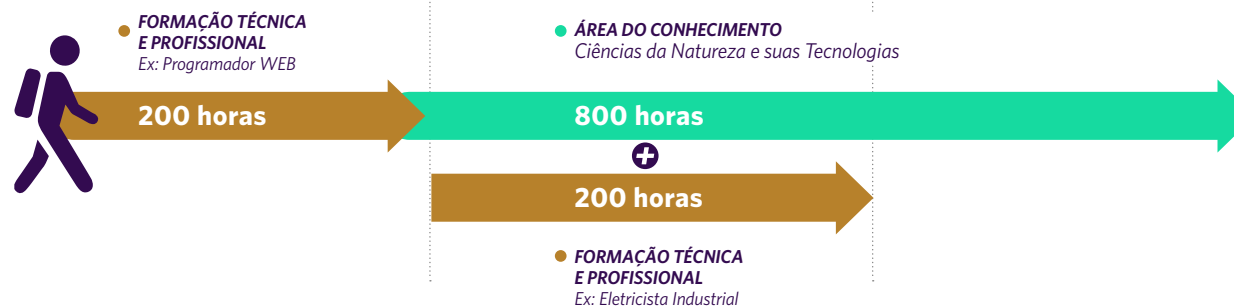 FORMAÇÃO TÉCNICA
E PROFISSIONAL
Ex: Programador WEB
200 horas
ÁREA DO CONHECIMENTO
Ciências da Natureza e suas Tecnologias
800 horas
+
200 horas
FORMAÇÃO TÉCNICA
E PROFISSIONAL
Ex: Eletricista Industrial